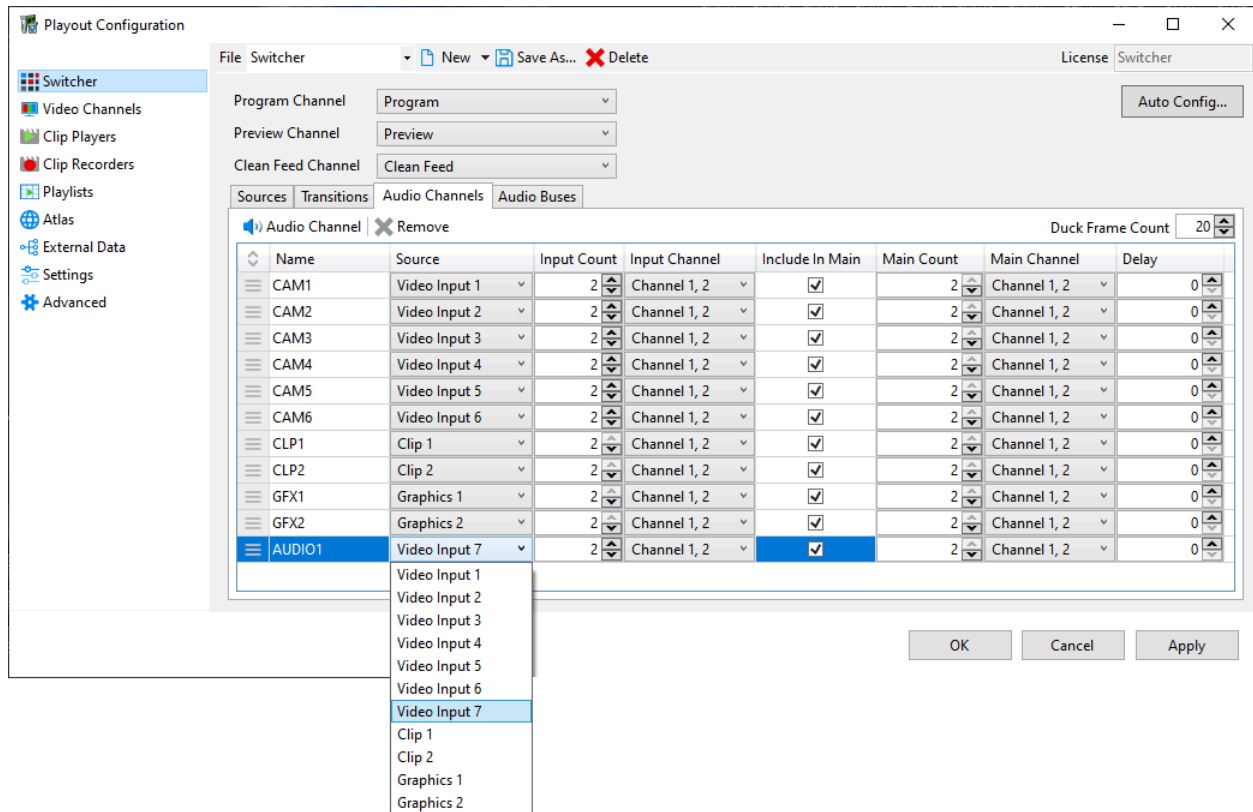 Playout Configuration
File Switcher New Save As... Delete License Switcher
Switcher
Video Channels
Clip Players
Clip Recorders
Playlists
Atlas
External Data
Settings
Advanced
Program Channel Program Auto Config...
Preview Channel Preview
Clean Feed Channel Clean Feed
Sources Transitions Audio Channels Audio Buses
Audio Channel Remove Duck Frame Count 20
Name Source Input Count Input Channel Include In Main Main Count Main Channel Delay
CAM1 Video Input 1 2 Channel 1, 2 2 Channel 1, 2 0
CAM2 Video Input 2 2 Channel 1, 2 2 Channel 1, 2 0
CAM3 Video Input 3 2 Channel 1, 2 2 Channel 1, 2 0
CAM4 Video Input 4 2 Channel 1, 2 2 Channel 1, 2 0
CAM5 Video Input 5 2 Channel 1, 2 2 Channel 1, 2 0
CAM6 Video Input 6 2 Channel 1, 2 2 Channel 1, 2 0
CLP1 Clip 1 2 Channel 1, 2 2 Channel 1, 2 0
CLP2 Clip 2 2 Channel 1, 2 2 Channel 1, 2 0
GFX1 Graphics 1 2 Channel 1, 2 2 Channel 1, 2 0
GFX2 Graphics 2 2 Channel 1, 2 2 Channel 1, 2 0
AUDIO1 Video Input 7 2 Channel 1, 2 2 Channel 1, 2 0
Video Input 1
Video Input 2
Video Input 3
Video Input 4
Video Input 5
Video Input 6
Video Input 7
Clip 1
Clip 2
Graphics 1
Graphics 2
OK Cancel Apply